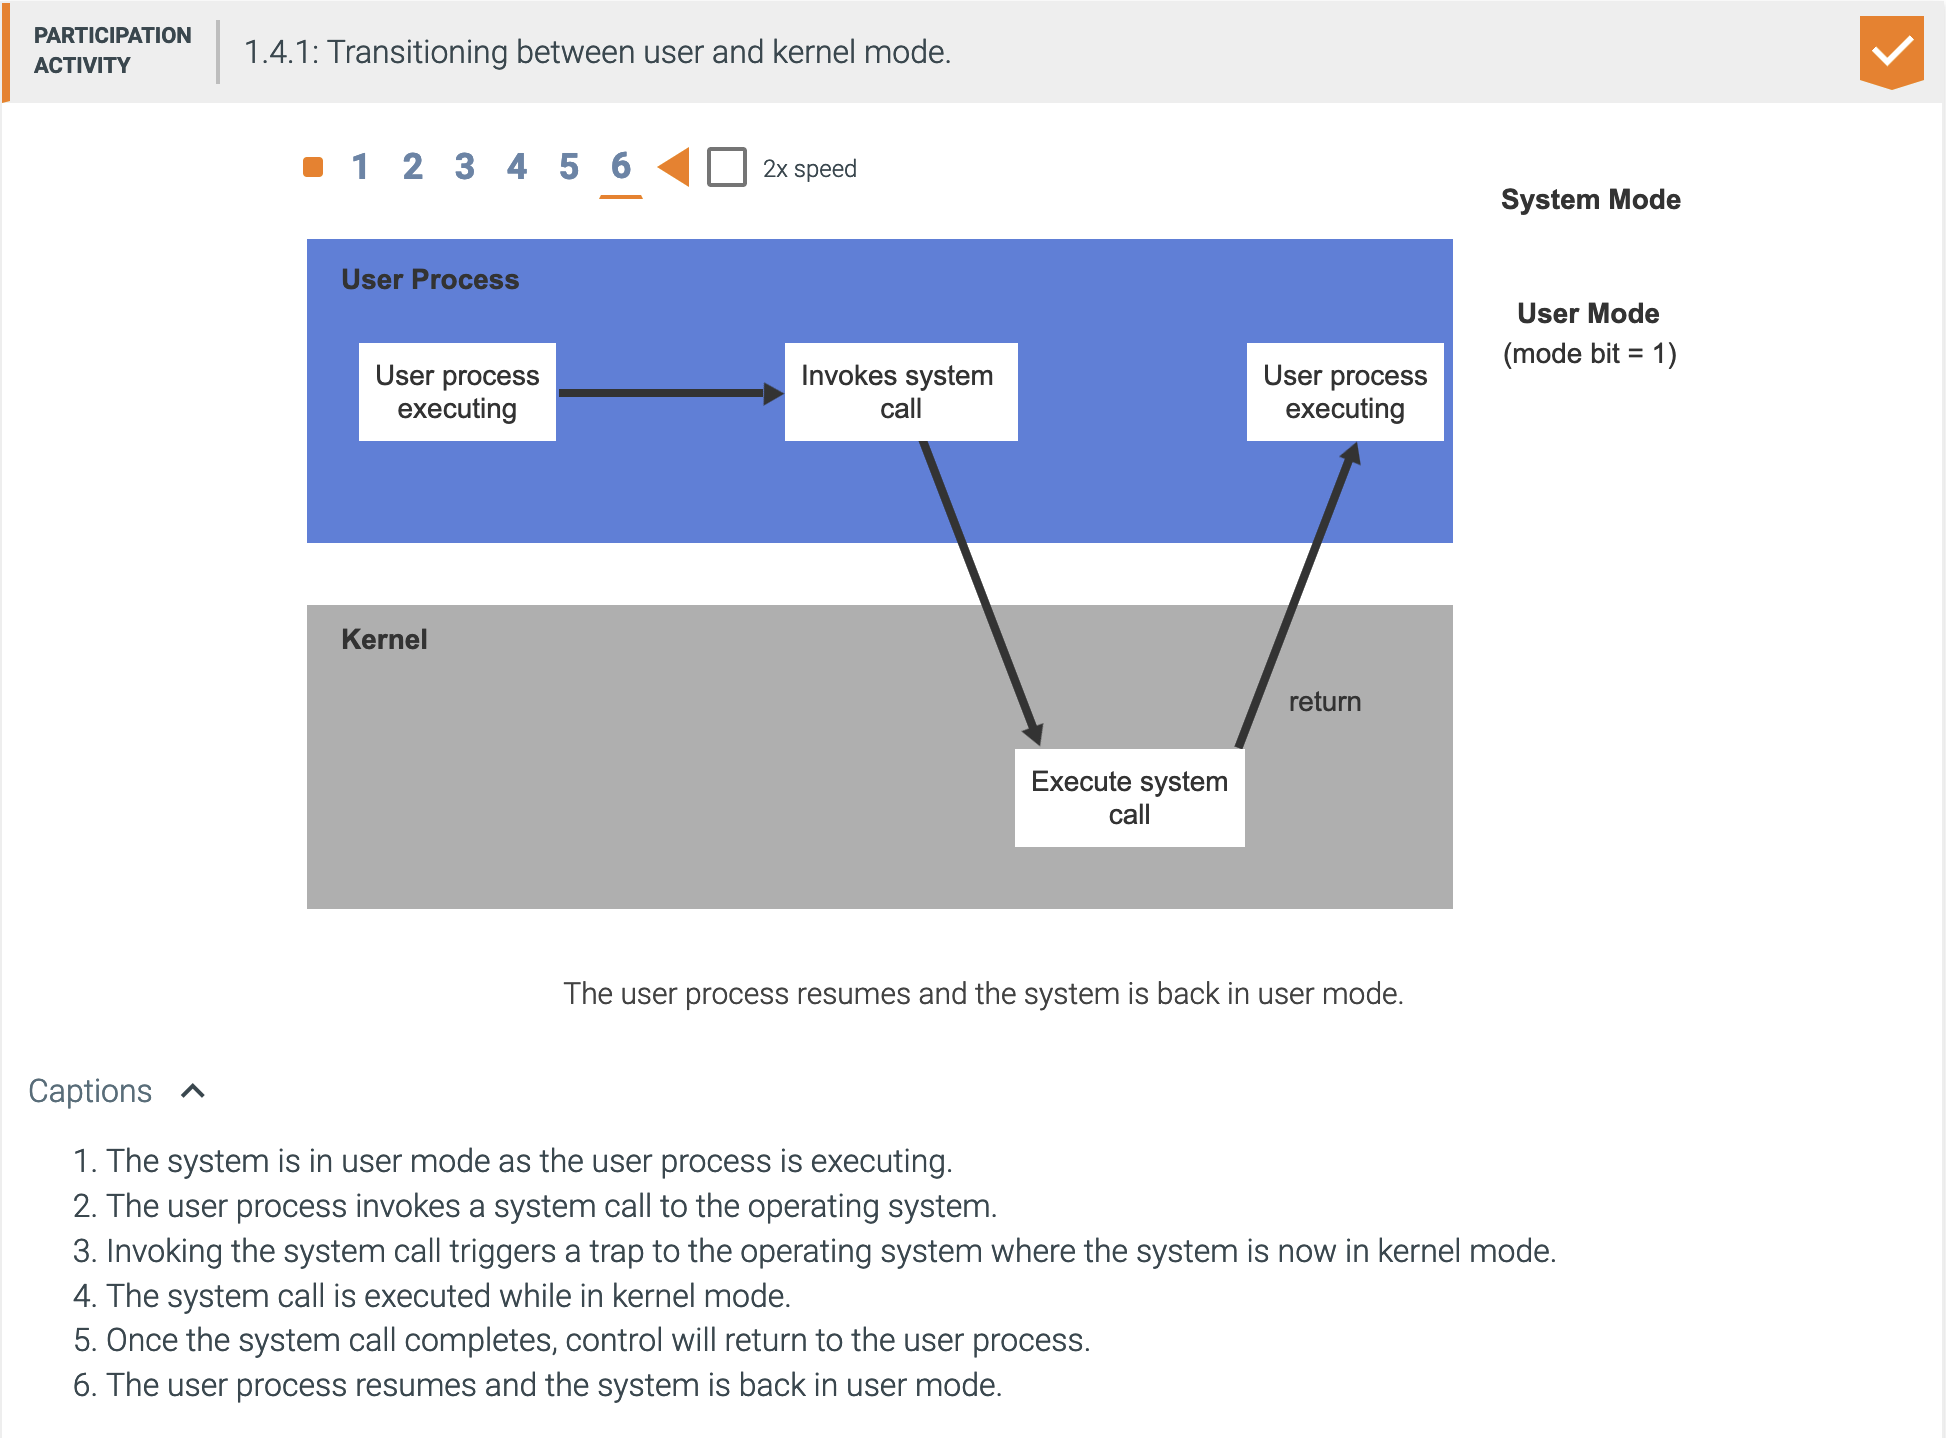 PARTICIPATION
ACTIVITY
1.4.1: Transitioning between user and kernel mode.
1 2 3 4 5 6 2x speed
System Mode
User Process
User Mode
(mode bit = 1)
User process
executing
Invokes system
call
User process
executing
Kernel
return
Execute system
call
The user process resumes and the system is back in user mode.
Captions
1. The system is in user mode as the user process is executing.
2. The user process invokes a system call to the operating system.
3. Invoking the system call triggers a trap to the operating system where the system is now in kernel mode.
4. The system call is executed while in kernel mode.
5. Once the system call completes, control will return to the user process.
6. The user process resumes and the system is back in user mode.